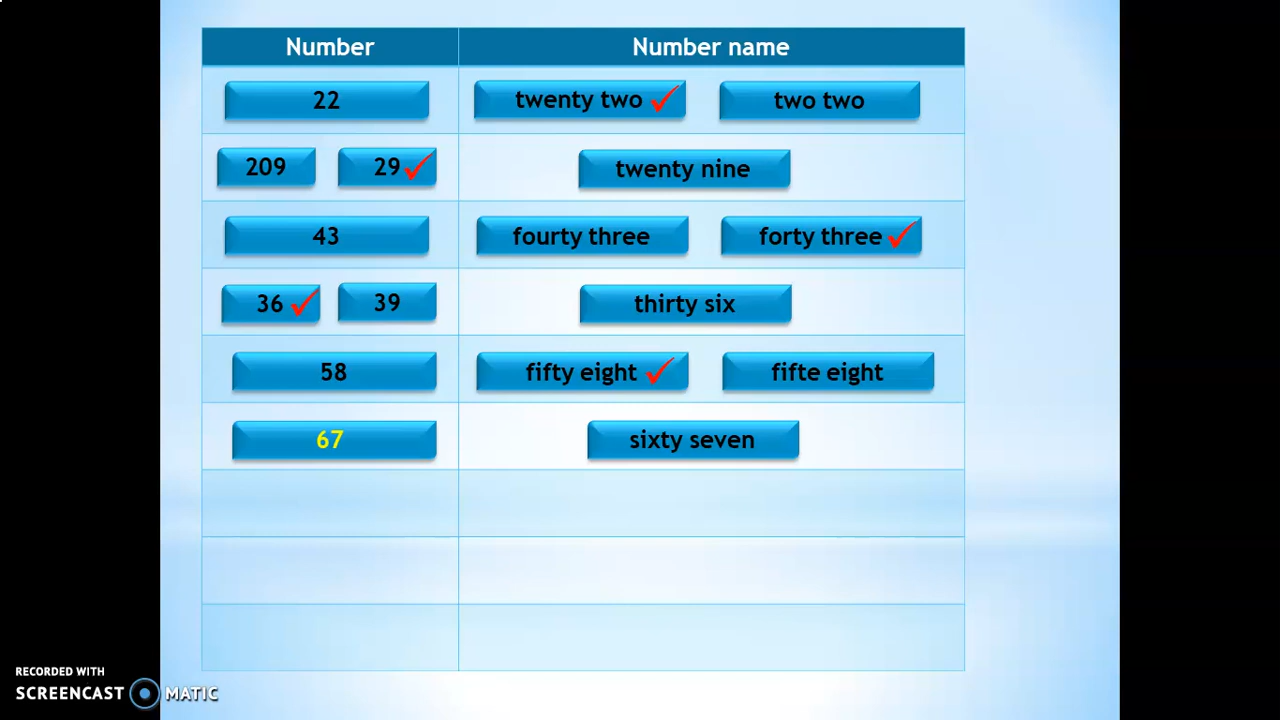 Number Number name
22 twenty two two two
209 29 twenty nine
43 fourty three forty three
36 39 thirty six
58 fifty eight fifte eight
67 sixty seven
RECORDED WITH
SCREENCAST MATIC